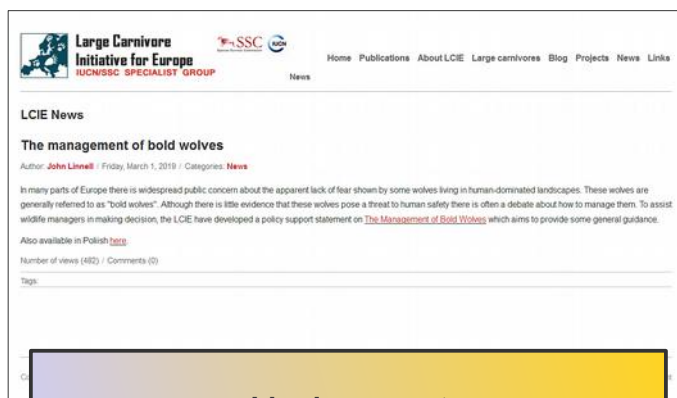 Large Carnivore
Initiative for Europe
IUCN/SSC SPECIALIST GROUP
SSC
IUCN
Home Publications About LCIE Large carnivores Blog Projects News Links
News
LCIE News
The management of bold wolves
Author: John Linnell / Friday, March 1, 2019 / Categories: News
In many parts of Europe there is widespread public concern about the apparent lack of fear shown by some wolves living in human-dominated landscapes. These wolves are
generally referred to as "bold wolves". Although there is little evidence that these wolves pose a threat to human safety there is often a debate about how to manage them. To assist
wildlife managers in making decision, the LCIE have developed a policy support statement on The Management of Bold Wolves which aims to provide some general guidance.
Also available in Polish here.
Number of views (482) / Comments (0)
Tags: